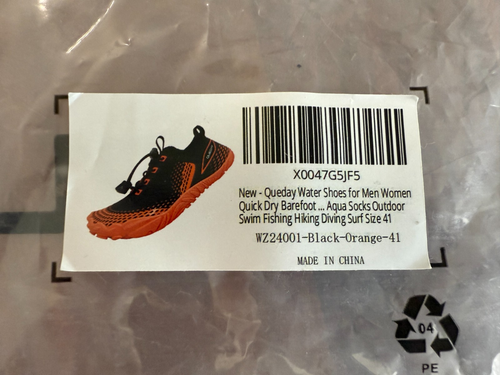 X0047G5JF5
New - Queday Water Shoes for Men Women
Quick Dry Barefoot ... Aqua Socks Outdoor
Swim Fishing Hiking Diving Surf Size 41
WZ24001-Black-Orange-41
MADE IN CHINA
04
PE